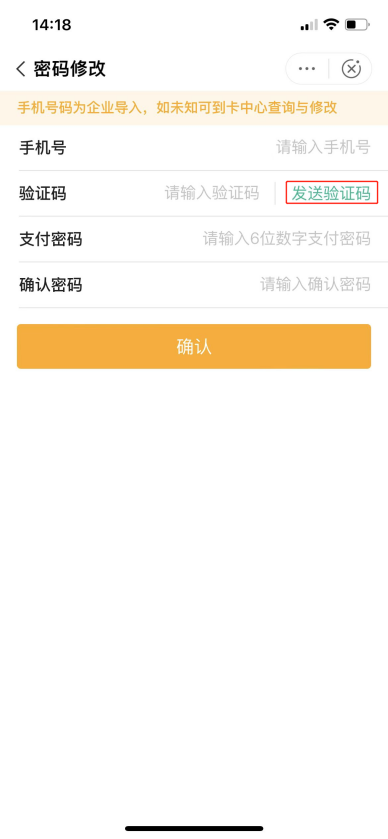 14:18
密码修改
手机号码为企业导入，如未知可到卡中心查询与修改
手机号 请输入手机号
验证码 请输入验证码 发送验证码
支付密码 请输入6位数字支付密码
确认密码 请输入确认密码
确认